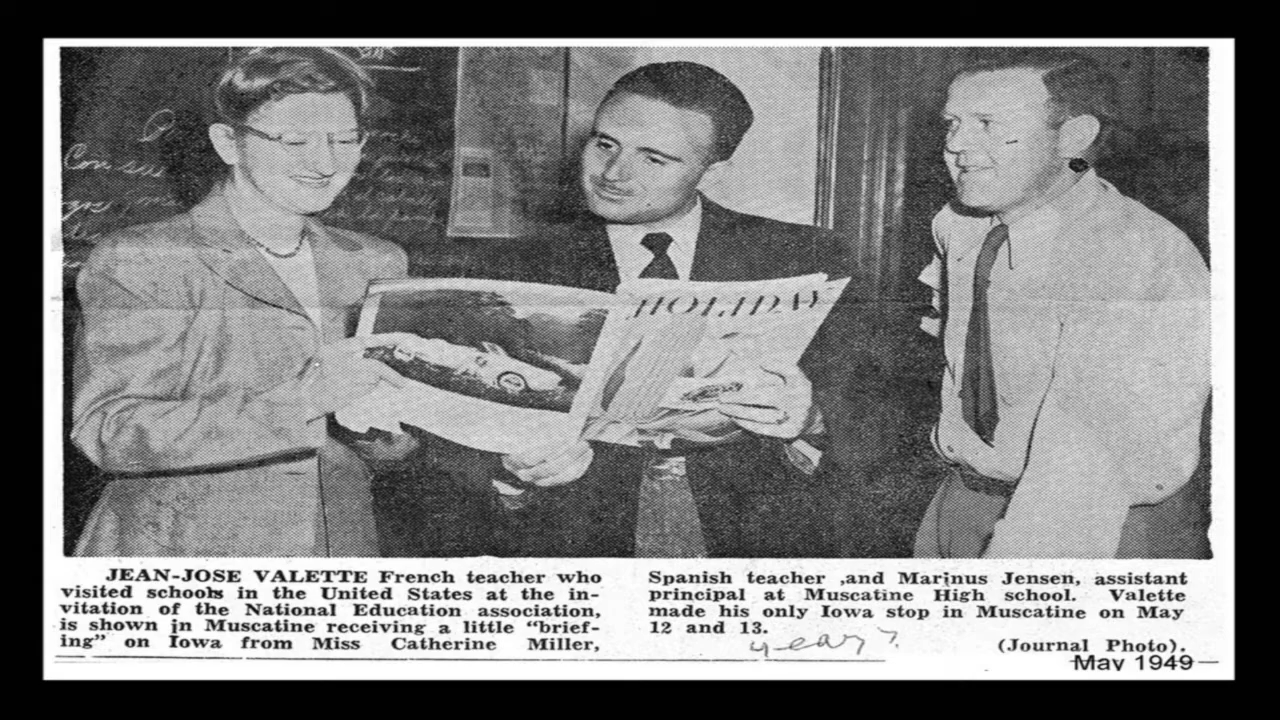 Con su
HOLIDAY
JEAN-JOSE VALETTE French teacher who
visited schools in the United States at the in-
vitation of the National Education association,
is shown in Muscatine receiving a little "brief-
ing" on Iowa from Miss Catherine Miller,
Spanish teacher ,and Marinus Jensen, assistant
principal at Muscatine High school. Valette
made his only Iowa stop in Muscatine on May
12 and 13.
(Journal Photo).
year?
May 1949